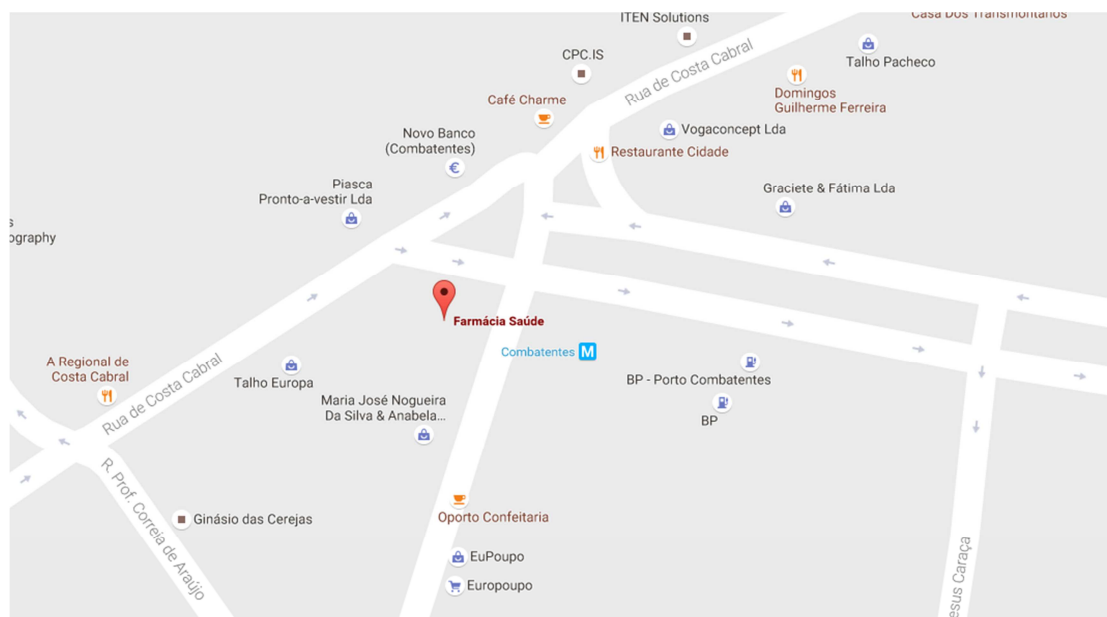 ITEN Solutions
Casa Dos Transmontanos
CPC.IS
Rua de Costa Cabral
Talho Pacheco
Café Charme
Domingos
Guilherme Ferreira
Novo Banco
(Combatentes)
€
Vogaconcept Lda
Restaurante Cidade
Piasca
Pronto-a-vestir Lda
Graciete & Fátima Lda
s
ography
Farmácia Saúde
Combatentes M
A Regional de
Costa Cabral
Talho Europa
BP - Porto Combatentes
Rua de Costa Cabral
Maria José Nogueira
Da Silva & Anabela...
BP
R. Prof. Correia de Araújo
Ginásio das Cerejas
Oporto Confeitaria
EuPoupo
Europoupo
esus Caraça